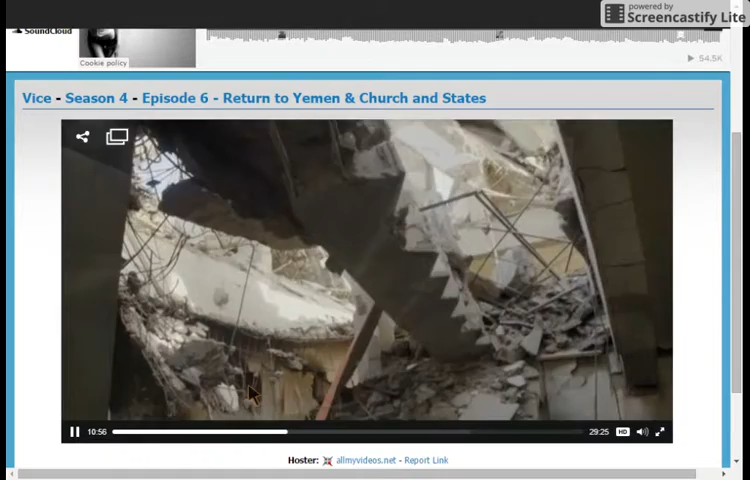 powered by
Screencastify Lite
SoundCloud
Cookie policy
54.5K
Vice - Season 4 - Episode 6 - Return to Yemen & Church and States
10:56
29:25
HD
Hoster: allmyvideos.net - Report Link